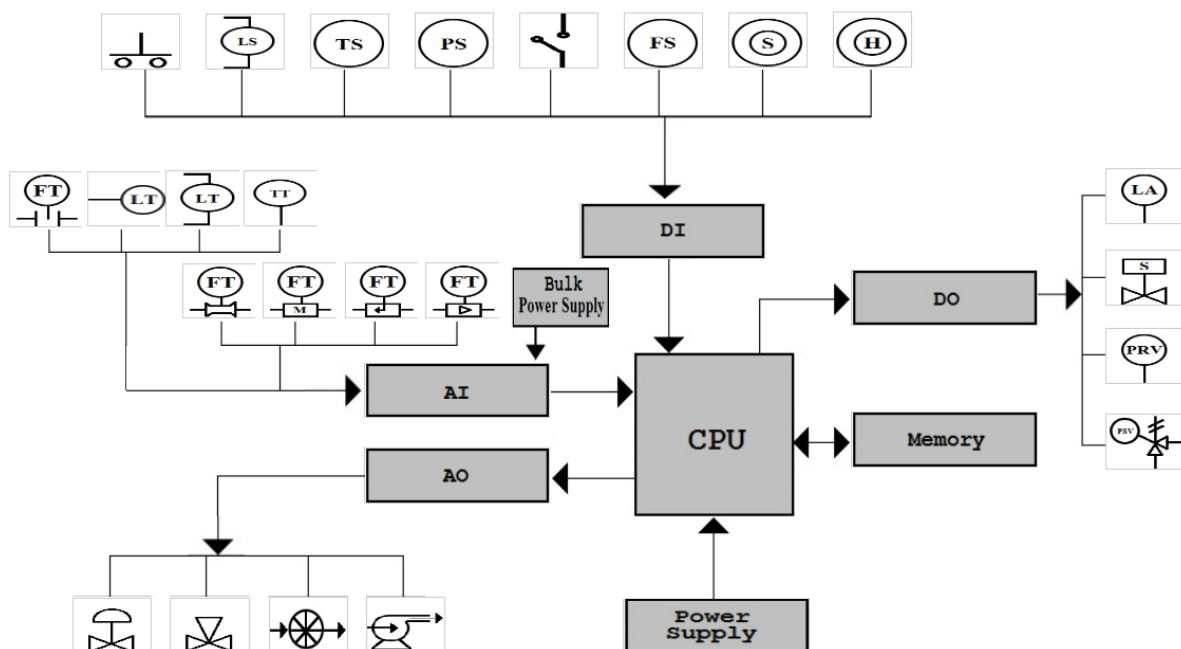 LS
TS
PS
FS
S
H
FT
LT
LT
TT
DI
LA
FT
FT
FT
FT
M
Bulk
Power Supply
S
DO
PRV
AI
CPU
Memory
PSV
AO
Power
Supply